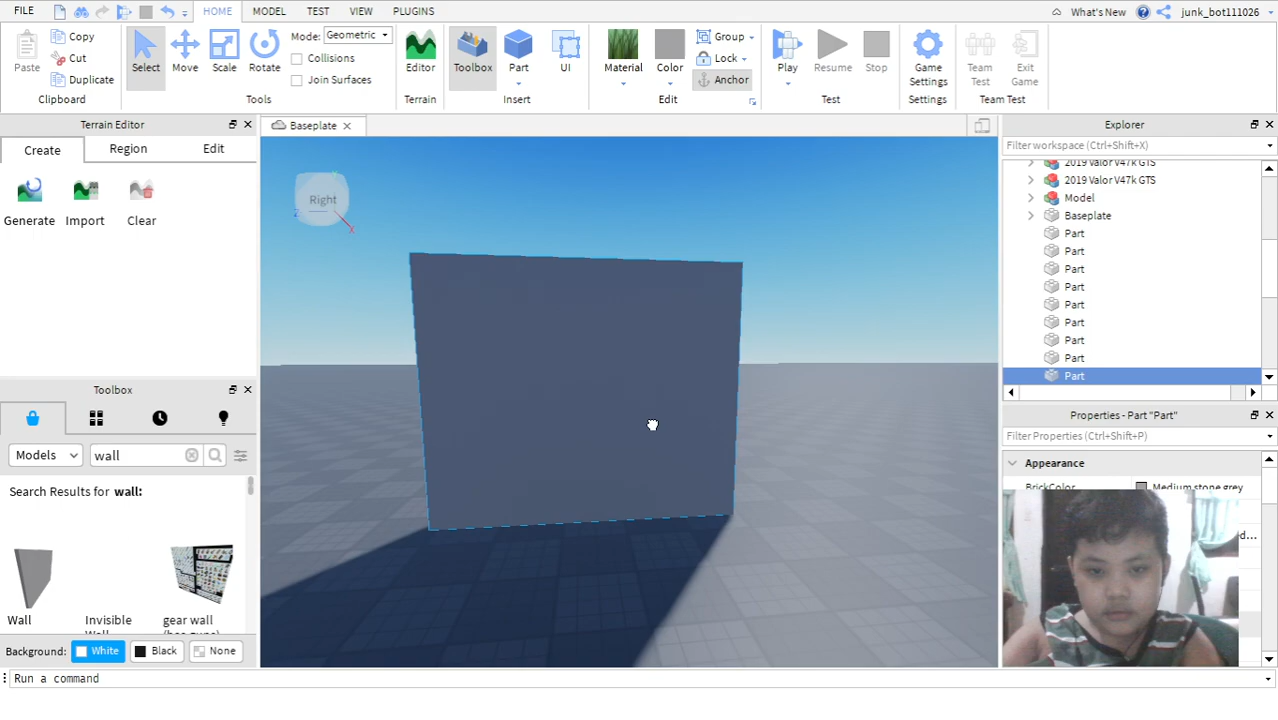 FILE HOME MODEL TEST VIEW PLUGINS What's New junk_bot111026
Paste Copy Cut Duplicate Clipboard
Select Move Scale Rotate Mode: Geometric Collisions Join Surfaces Tools
Editor Terrain
Toolbox Part UI Insert
Material Color Group Lock Anchor Edit
Play Resume Stop Test
Game Settings Settings
Team Test Exit Game Team Test
Terrain Editor
Create Region Edit
Generate Import Clear
Baseplate
Right
Toolbox
Models wall
Search Results for wall:
Wall Invisible gear wall
Background: White Black None
Run a command
Explorer
Filter workspace (Ctrl+Shift+X)
2019 Valor V47k GTS
2019 Valor V47k GTS
Model
Baseplate
Part
Part
Part
Part
Part
Part
Part
Part
Part
Properties - Part "Part"
Filter Properties (Ctrl+Shift+P)
Appearance
BrickColor Medium stone grey
d...